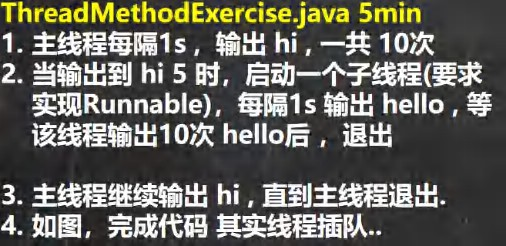 ThreadMethodExercise.java 5min
1. 主线程每隔1s ，输出 hi , 一共 10次
2. 当输出到 hi 5 时，启动一个子线程(要求
实现Runnable)，每隔1s 输出 hello , 等
该线程输出10次 hello后 ，退出
3. 主线程继续输出 hi , 直到主线程退出.
4. 如图，完成代码 其实线程插队..